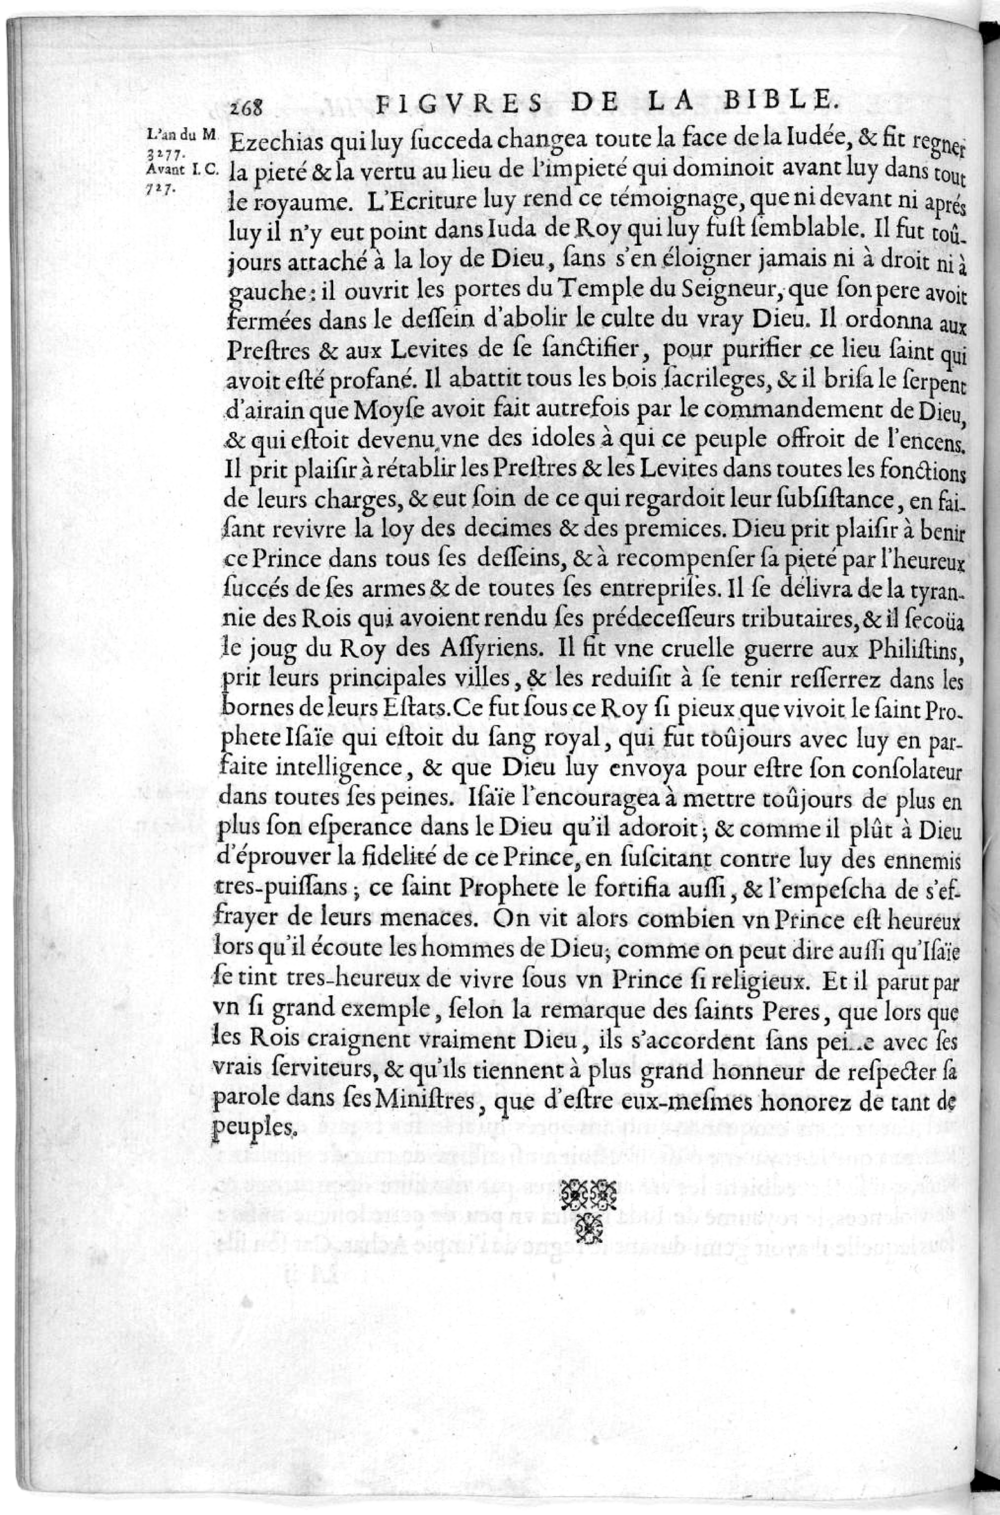 268 FIGVRES DE LA BIBLE.
L'an du M.
3277.
Avant I. C.
727.
Ezechias qui luy ſucceda changea toute la face de la Iudée, & fit regner
la pieté & la vertu au lieu de l'impieté qui dominoit avant luy dans tout
le royaume. L'Ecriture luy rend ce témoignage, que ni devant ni aprés
luy il n'y eut point dans Iuda de Roy qui luy fuſt ſemblable. Il fut toû-
jours attaché à la loy de Dieu, ſans s'en éloigner jamais ni à droit ni à
gauche: il ouvrit les portes du Temple du Seigneur, que ſon pere avoit
fermées dans le deſſein d'abolir le culte du vray Dieu. Il ordonna aux
Preſtres & aux Levites de ſe ſanctifier, pour purifier ce lieu ſaint qui
avoit eſté profané. Il abattit tous les bois ſacrileges, & il briſa le ſerpent
d'airain que Moyſe avoit fait autrefois par le commandement de Dieu,
& qui eſtoit devenu vne des idoles à qui ce peuple offroit de l'encens.
Il prit plaiſir à rétablir les Preſtres & les Levites dans toutes les fonctions
de leurs charges, & eut ſoin de ce qui regardoit leur ſubſiſtance, en fai-
ſant revivre la loy des decimes & des premices. Dieu prit plaiſir à benir
ce Prince dans tous ſes deſſeins, & à recompenſer ſa pieté par l'heureux
ſuccés de ſes armes & de toutes ſes entrepriſes. Il ſe délivra de la tyran-
nie des Rois qui avoient rendu ſes prédeceſſeurs tributaires, & il ſecoüa
le joug du Roy des Aſſyriens. Il fit vne cruelle guerre aux Philiſtins,
prit leurs principales villes, & les reduiſit à ſe tenir reſſerrez dans les
bornes de leurs Eſtats. Ce fut ſous ce Roy ſi pieux que vivoit le ſaint Pro-
phete Iſaïe qui eſtoit du ſang royal, qui fut toûjours avec luy en par-
faite intelligence, & que Dieu luy envoya pour eſtre ſon conſolateur
dans toutes ſes peines. Iſaïe l'encouragea à mettre toûjours de plus en
plus ſon eſperance dans le Dieu qu'il adoroit; & comme il plût à Dieu
d'éprouver la fidelité de ce Prince, en ſuſcitant contre luy des ennemis
tres-puiſſans; ce ſaint Prophete le fortifia auſſi, & l'empeſcha de s'ef-
frayer de leurs menaces. On vit alors combien vn Prince eſt heureux
lors qu'il écoute les hommes de Dieu; comme on peut dire auſſi qu'Iſaïe
ſe tint tres-heureux de vivre ſous vn Prince ſi religieux. Et il parut par
vn ſi grand exemple, ſelon la remarque des ſaints Peres, que lors que
les Rois craignent vraiment Dieu, ils s'accordent ſans peine avec ſes
vrais ſerviteurs, & qu'ils tiennent à plus grand honneur de reſpecter ſa
parole dans ſes Miniſtres, que d'eſtre eux-meſmes honorez de tant de
peuples.